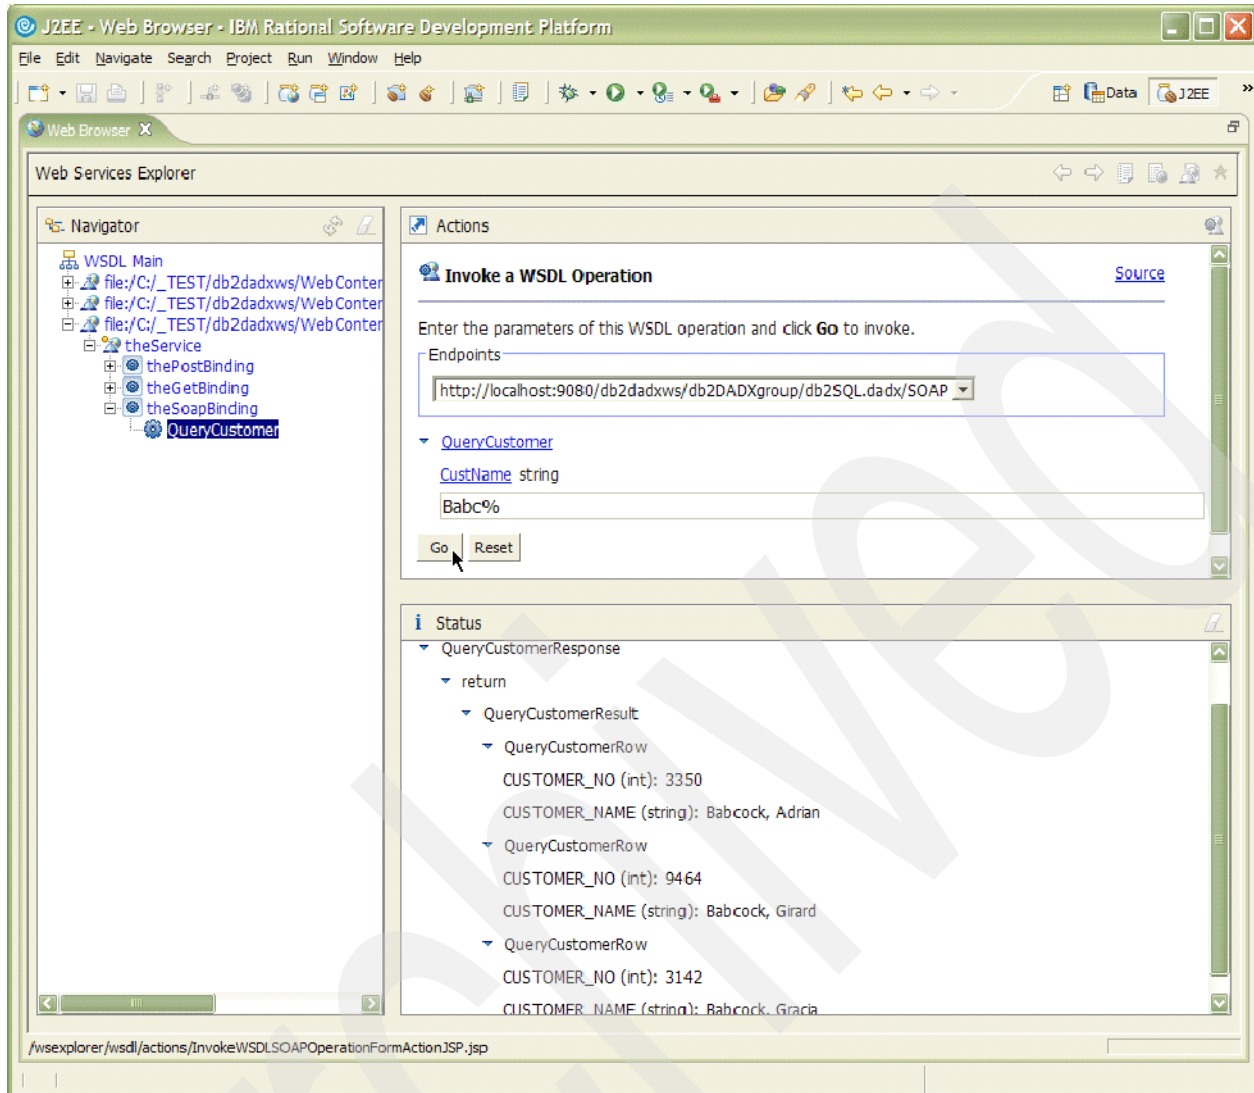 J2EE - Web Browser - IBM Rational Software Development Platform
File Edit Navigate Search Project Run Window Help
Data J2EE »
Web Browser
Web Services Explorer
Navigator
WSDL Main
file:/C:/_TEST/db2dadxws/WebConter
file:/C:/_TEST/db2dadxws/WebConter
file:/C:/_TEST/db2dadxws/WebConter
theService
thePostBinding
theGetBinding
theSoapBinding
QueryCustomer
Actions
Invoke a WSDL Operation
Source
Enter the parameters of this WSDL operation and click Go to invoke.
Endpoints
http://localhost:9080/db2dadxws/db2DADXgroup/db2SQL.dadx/SOAP
QueryCustomer
CustName string
Babc%
Go Reset
i Status
QueryCustomerResponse
return
QueryCustomerResult
QueryCustomerRow
CUSTOMER_NO (int): 3350
CUSTOMER_NAME (string): Babcock, Adrian
QueryCustomerRow
CUSTOMER_NO (int): 9464
CUSTOMER_NAME (string): Babcock, Girard
QueryCustomerRow
CUSTOMER_NO (int): 3142
CUSTOMER_NAME (string): Babcock, Gracia
/wsexplorer/wsdl/actions/InvokeWSDLSOAPOperationFormActionJSP.jsp